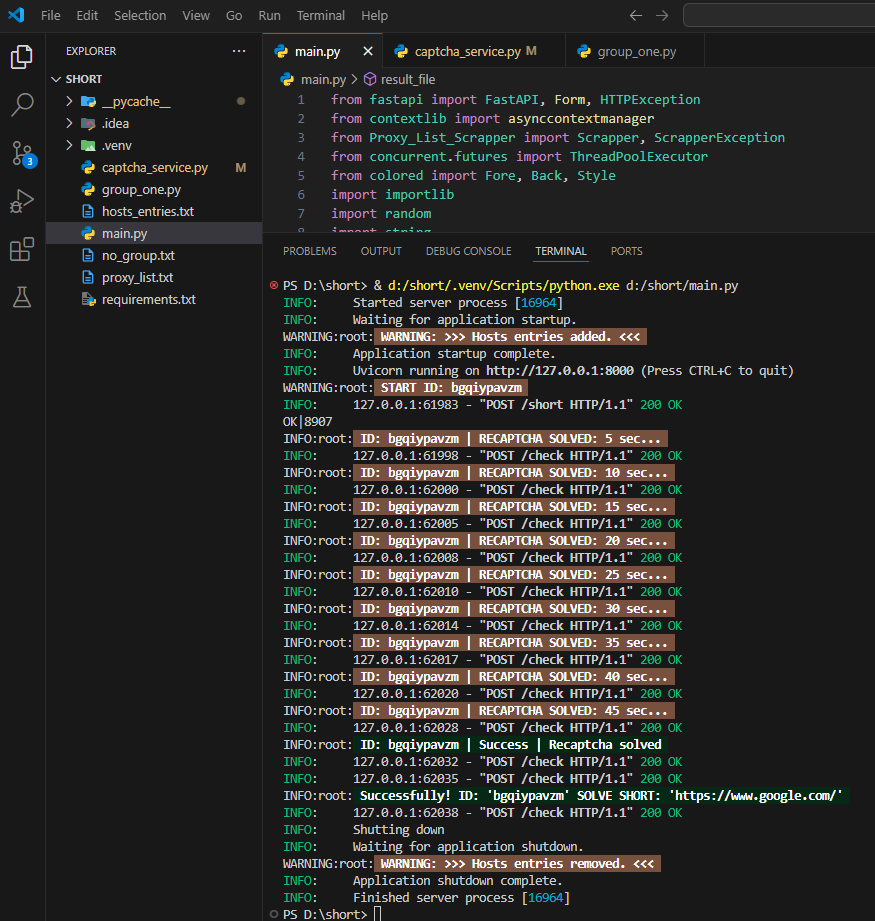 File Edit Selection View Go Run Terminal Help
EXPLORER
SHORT
__pycache__
.idea
.venv
captcha_service.py M
group_one.py
hosts_entries.txt
main.py
no_group.txt
proxy_list.txt
requirements.txt
3
main.py captcha_service.py M group_one.py
main.py > result_file
1 from fastapi import FastAPI, Form, HTTPException
2 from contextlib import asynccontextmanager
3 from Proxy_List_Scrapper import Scrapper, ScrapperException
4 from concurrent.futures import ThreadPoolExecutor
5 from colored import Fore, Back, Style
6 import importlib
7 import random
8 import string
PROBLEMS OUTPUT DEBUG CONSOLE TERMINAL PORTS
PS D:\short> & d:/short/.venv/Scripts/python.exe d:/short/main.py
INFO: Started server process [16964]
INFO: Waiting for application startup.
WARNING:root: WARNING: >>> Hosts entries added. <<<
INFO: Application startup complete.
INFO: Uvicorn running on http://127.0.0.1:8000 (Press CTRL+C to quit)
WARNING:root: START ID: bgqiypavzm
INFO: 127.0.0.1:61983 - "POST /short HTTP/1.1" 200 OK
OK|8907
INFO:root: ID: bgqiypavzm | RECAPTCHA SOLVED: 5 sec...
INFO: 127.0.0.1:61998 - "POST /check HTTP/1.1" 200 OK
INFO:root: ID: bgqiypavzm | RECAPTCHA SOLVED: 10 sec...
INFO: 127.0.0.1:62000 - "POST /check HTTP/1.1" 200 OK
INFO:root: ID: bgqiypavzm | RECAPTCHA SOLVED: 15 sec...
INFO: 127.0.0.1:62005 - "POST /check HTTP/1.1" 200 OK
INFO:root: ID: bgqiypavzm | RECAPTCHA SOLVED: 20 sec...
INFO: 127.0.0.1:62008 - "POST /check HTTP/1.1" 200 OK
INFO:root: ID: bgqiypavzm | RECAPTCHA SOLVED: 25 sec...
INFO: 127.0.0.1:62010 - "POST /check HTTP/1.1" 200 OK
INFO:root: ID: bgqiypavzm | RECAPTCHA SOLVED: 30 sec...
INFO: 127.0.0.1:62014 - "POST /check HTTP/1.1" 200 OK
INFO:root: ID: bgqiypavzm | RECAPTCHA SOLVED: 35 sec...
INFO: 127.0.0.1:62017 - "POST /check HTTP/1.1" 200 OK
INFO:root: ID: bgqiypavzm | RECAPTCHA SOLVED: 40 sec...
INFO: 127.0.0.1:62020 - "POST /check HTTP/1.1" 200 OK
INFO:root: ID: bgqiypavzm | RECAPTCHA SOLVED: 45 sec...
INFO: 127.0.0.1:62028 - "POST /check HTTP/1.1" 200 OK
INFO:root: ID: bgqiypavzm | Success | Recaptcha solved
INFO: 127.0.0.1:62032 - "POST /check HTTP/1.1" 200 OK
INFO: 127.0.0.1:62035 - "POST /check HTTP/1.1" 200 OK
INFO:root: Successfully! ID: 'bgqiypavzm' SOLVE SHORT: 'https://www.google.com/'
INFO: 127.0.0.1:62038 - "POST /check HTTP/1.1" 200 OK
INFO: Shutting down
INFO: Waiting for application shutdown.
WARNING:root: WARNING: >>> Hosts entries removed. <<<
INFO: Application shutdown complete.
INFO: Finished server process [16964]
PS D:\short>